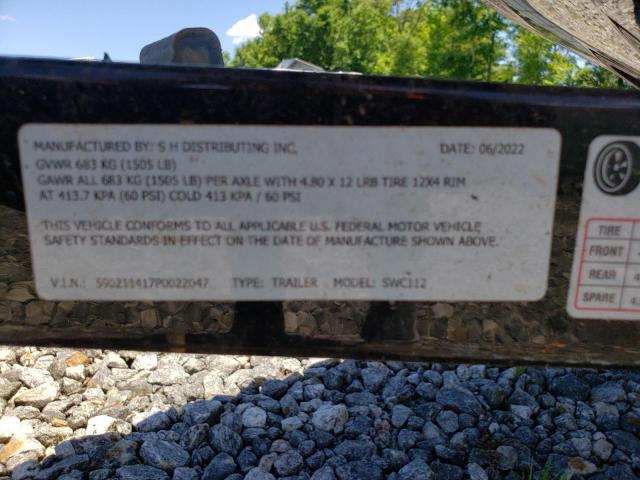 MANUFACTURED BY: S H DISTRIBUTING INC. DATE: 06/2022
GVWR 683 KG (1505 LB)
GAWR ALL 683 KG (1505 LB) PER AXLE WITH 4.80 X 12 LRB TIRE 12X4 RIM
AT 413.7 KPA (60 PSI) COLD 413 KPA / 60 PSI
THIS VEHICLE CONFORMS TO ALL APPLICABLE U.S. FEDERAL MOTOR VEHICLE
SAFETY STANDARDS IN EFFECT ON THE DATE OF MANUFACTURE SHOWN ABOVE.
V.I.N.: 590211417P0022047 TYPE: TRAILER MODEL: SWC112
TIRE
FRONT
REAR
SPARE 4